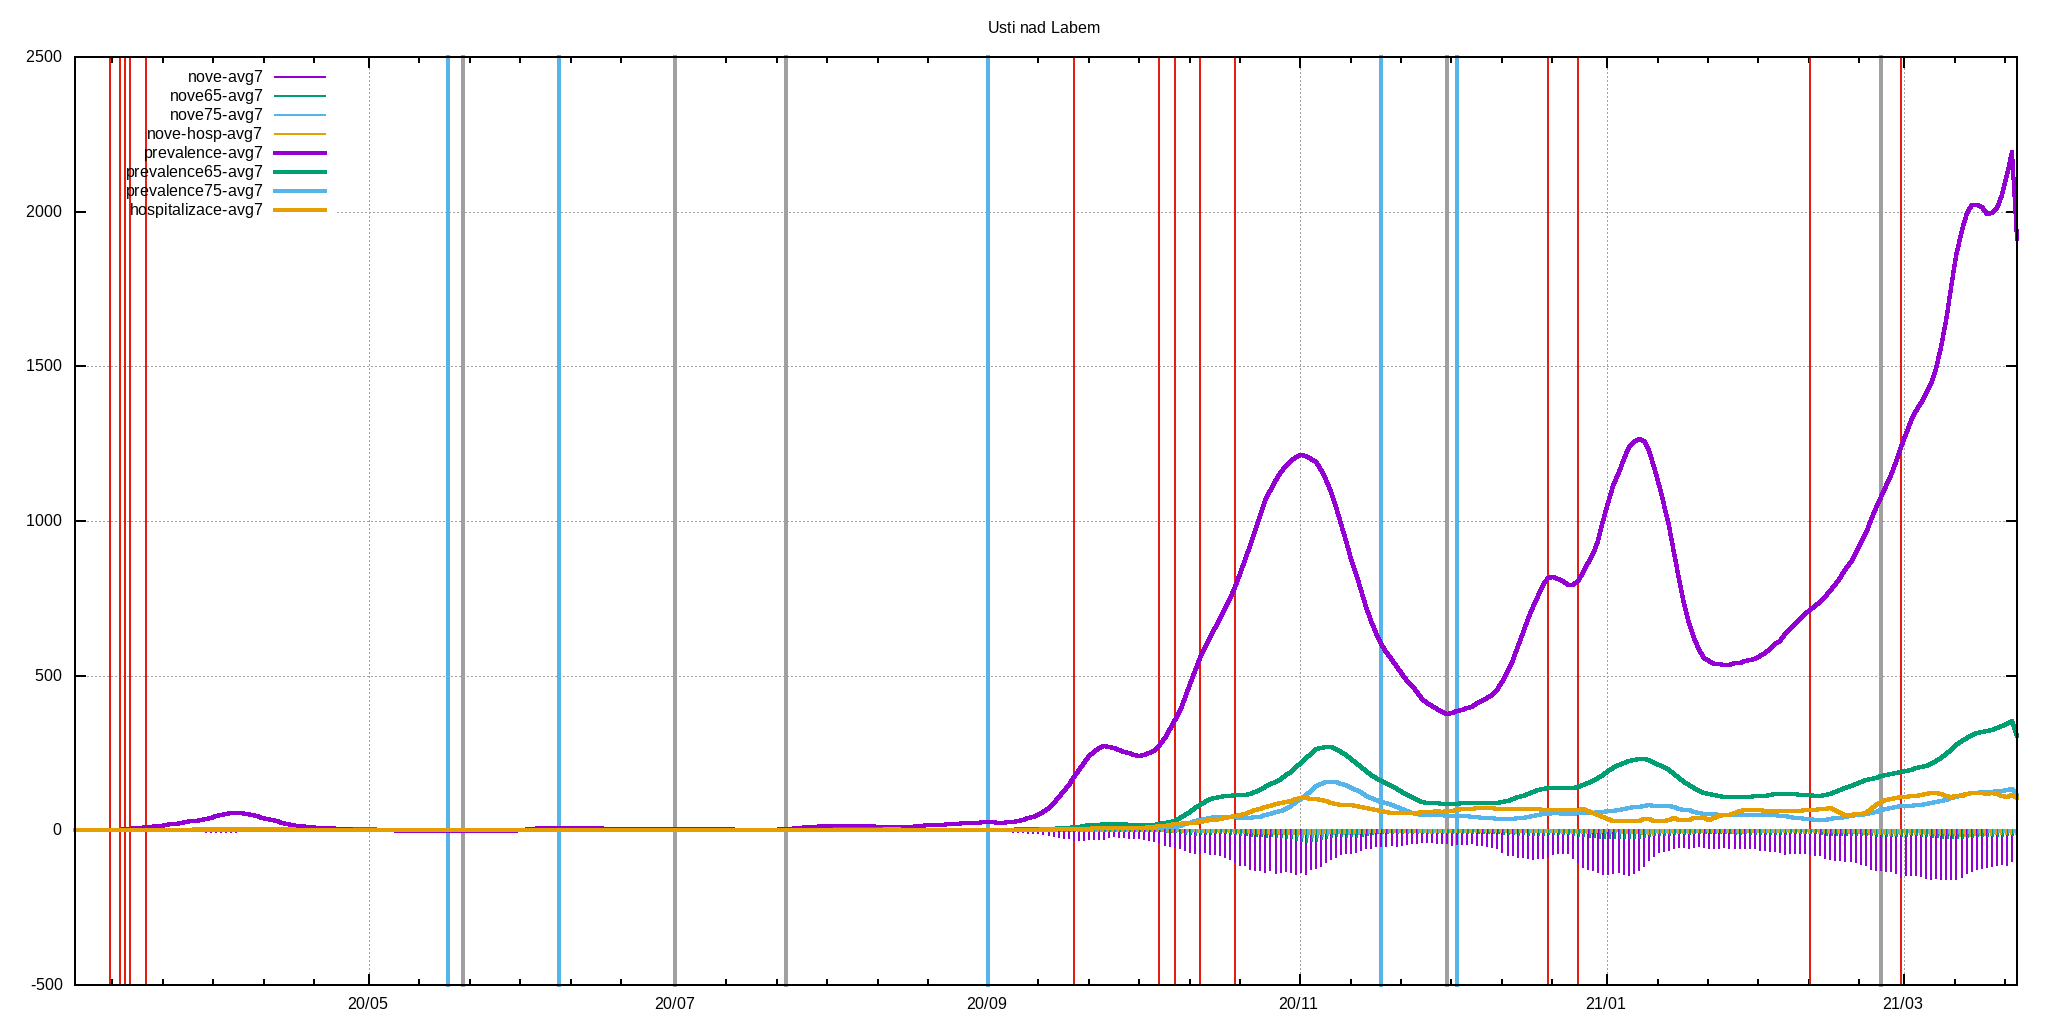 Usti nad Labem
2500
2000
1500
1000
500
0
-500
nove-avg7
nove65-avg7
nove75-avg7
nove-hosp-avg7
prevalence-avg7
prevalence65-avg7
prevalence75-avg7
hospitalizace-avg7
20/05
20/07
20/09
20/11
21/01
21/03